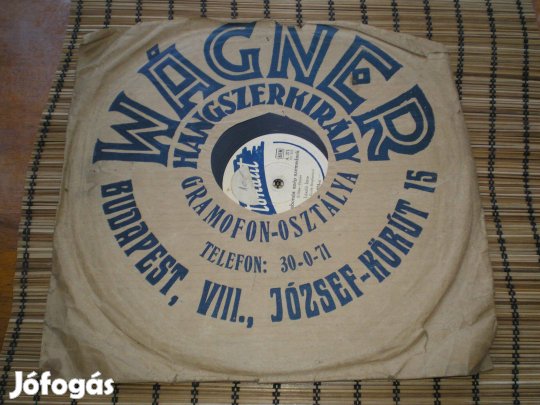 WÁGNER
HANGSZERKIRÁLY
GRAMOFON-OSZTÁLYA
TELEFON: 30-0-71
BUDAPEST, VIII., JÓZSEF-KÖRÚT 15
Jófogás